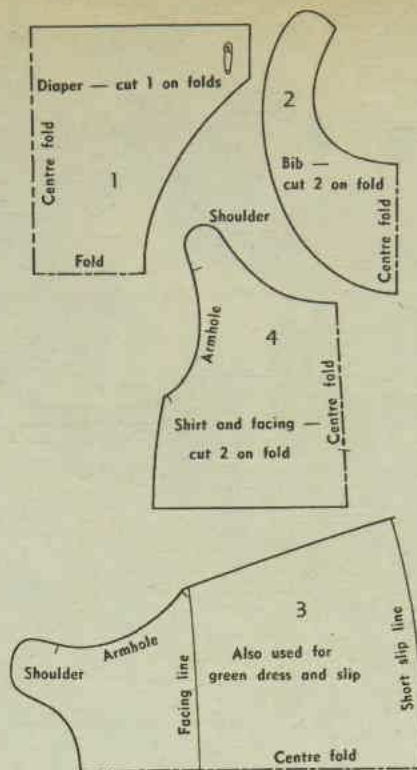 Diaper — cut 1 on folds
Centre fold
1
Fold
2
Bib —
cut 2 on fold
Centre fold
Shoulder
Armhole
4
Shirt and facing —
cut 2 on fold
Centre fold
Shoulder
Armhole
Facing line
3
Also used for
green dress and slip
Short slip line
Centre fold